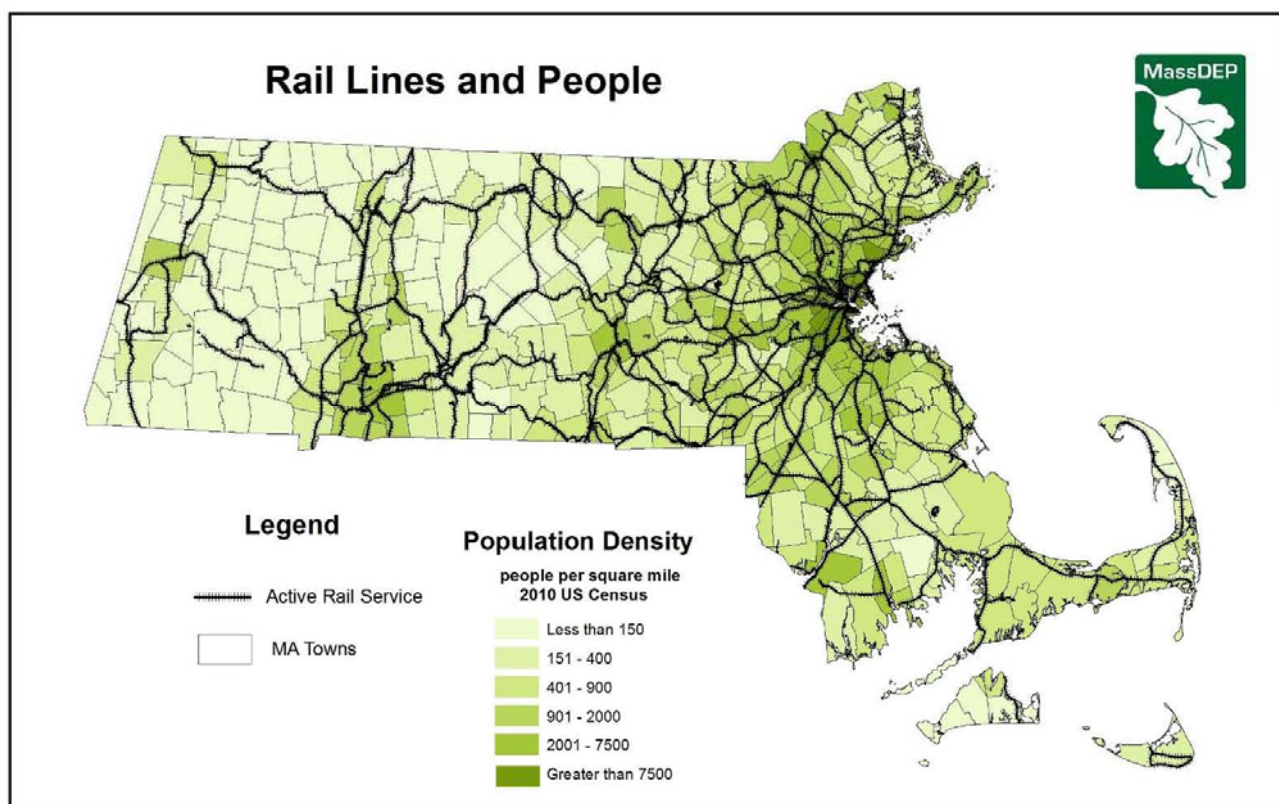 Rail Lines and People
MassDEP
Legend
Active Rail Service
MA Towns
Population Density
people per square mile
2010 US Census
Less than 150
151 - 400
401 - 900
901 - 2000
2001 - 7500
Greater than 7500